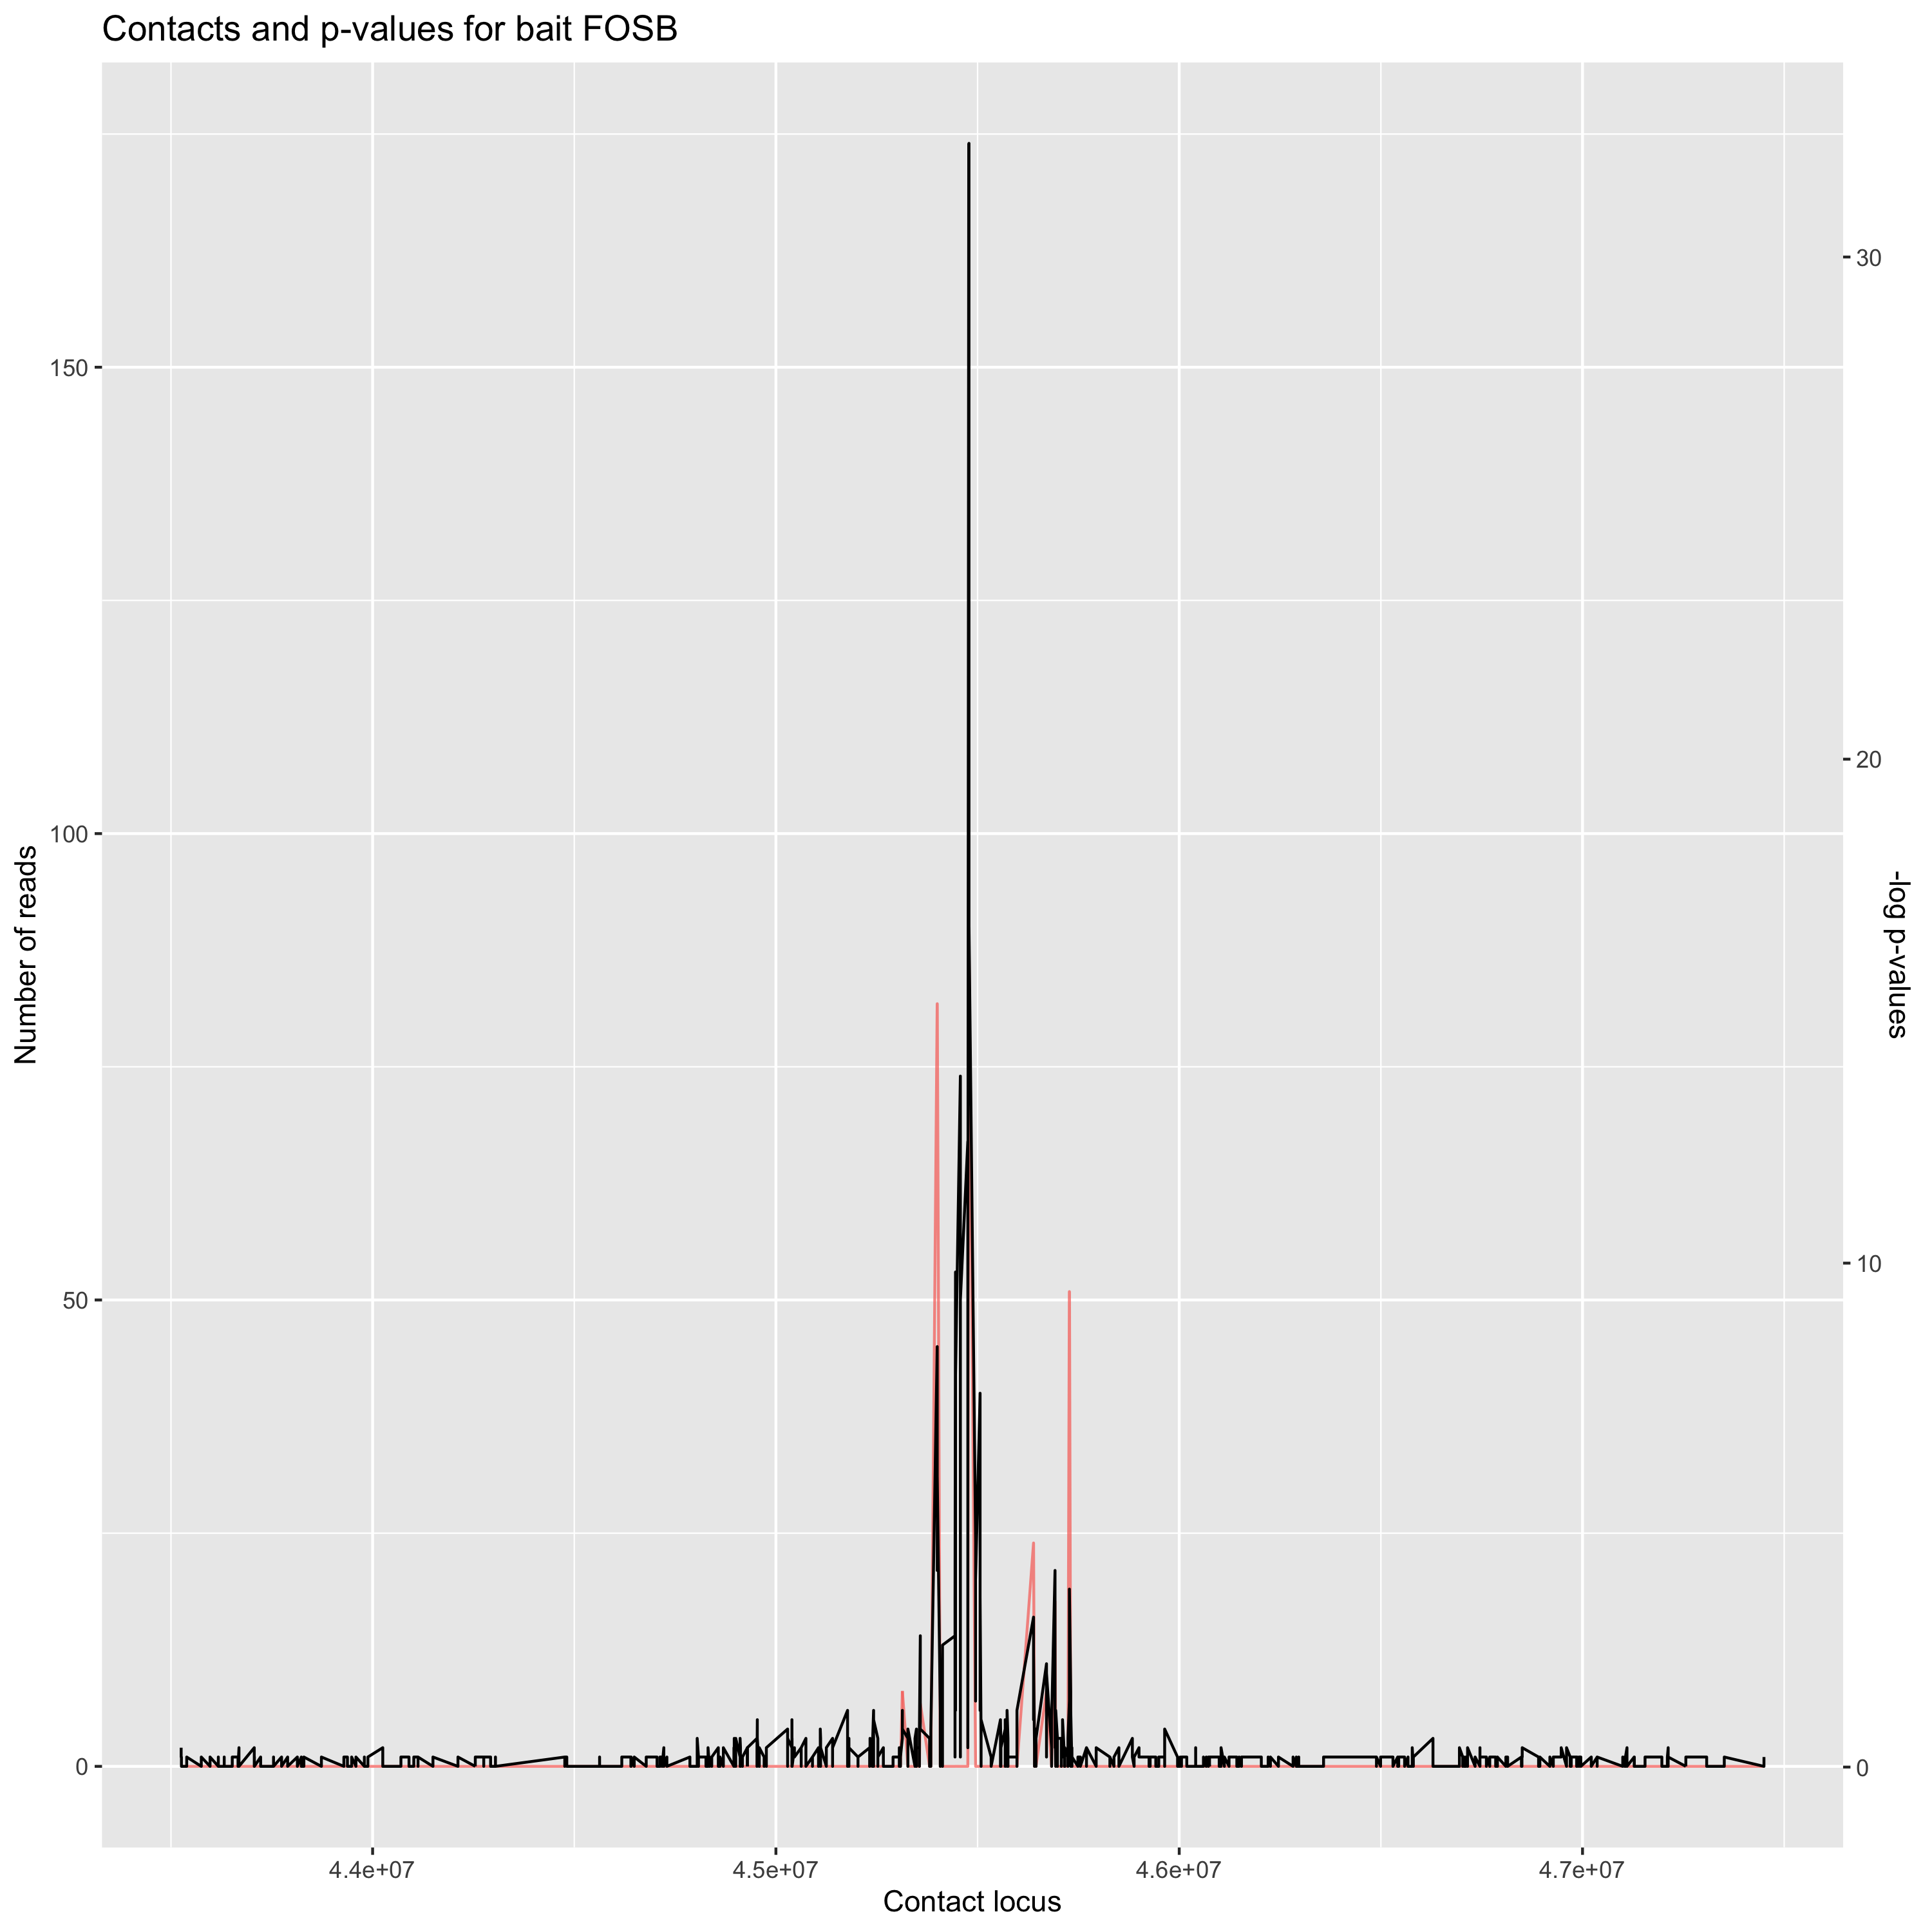 Contacts and p-values for bait FOSB
Number of reads
150
100
50
0
30
20
10
0
-log p-values
4.4e+07
4.5e+07
4.6e+07
4.7e+07
Contact locus